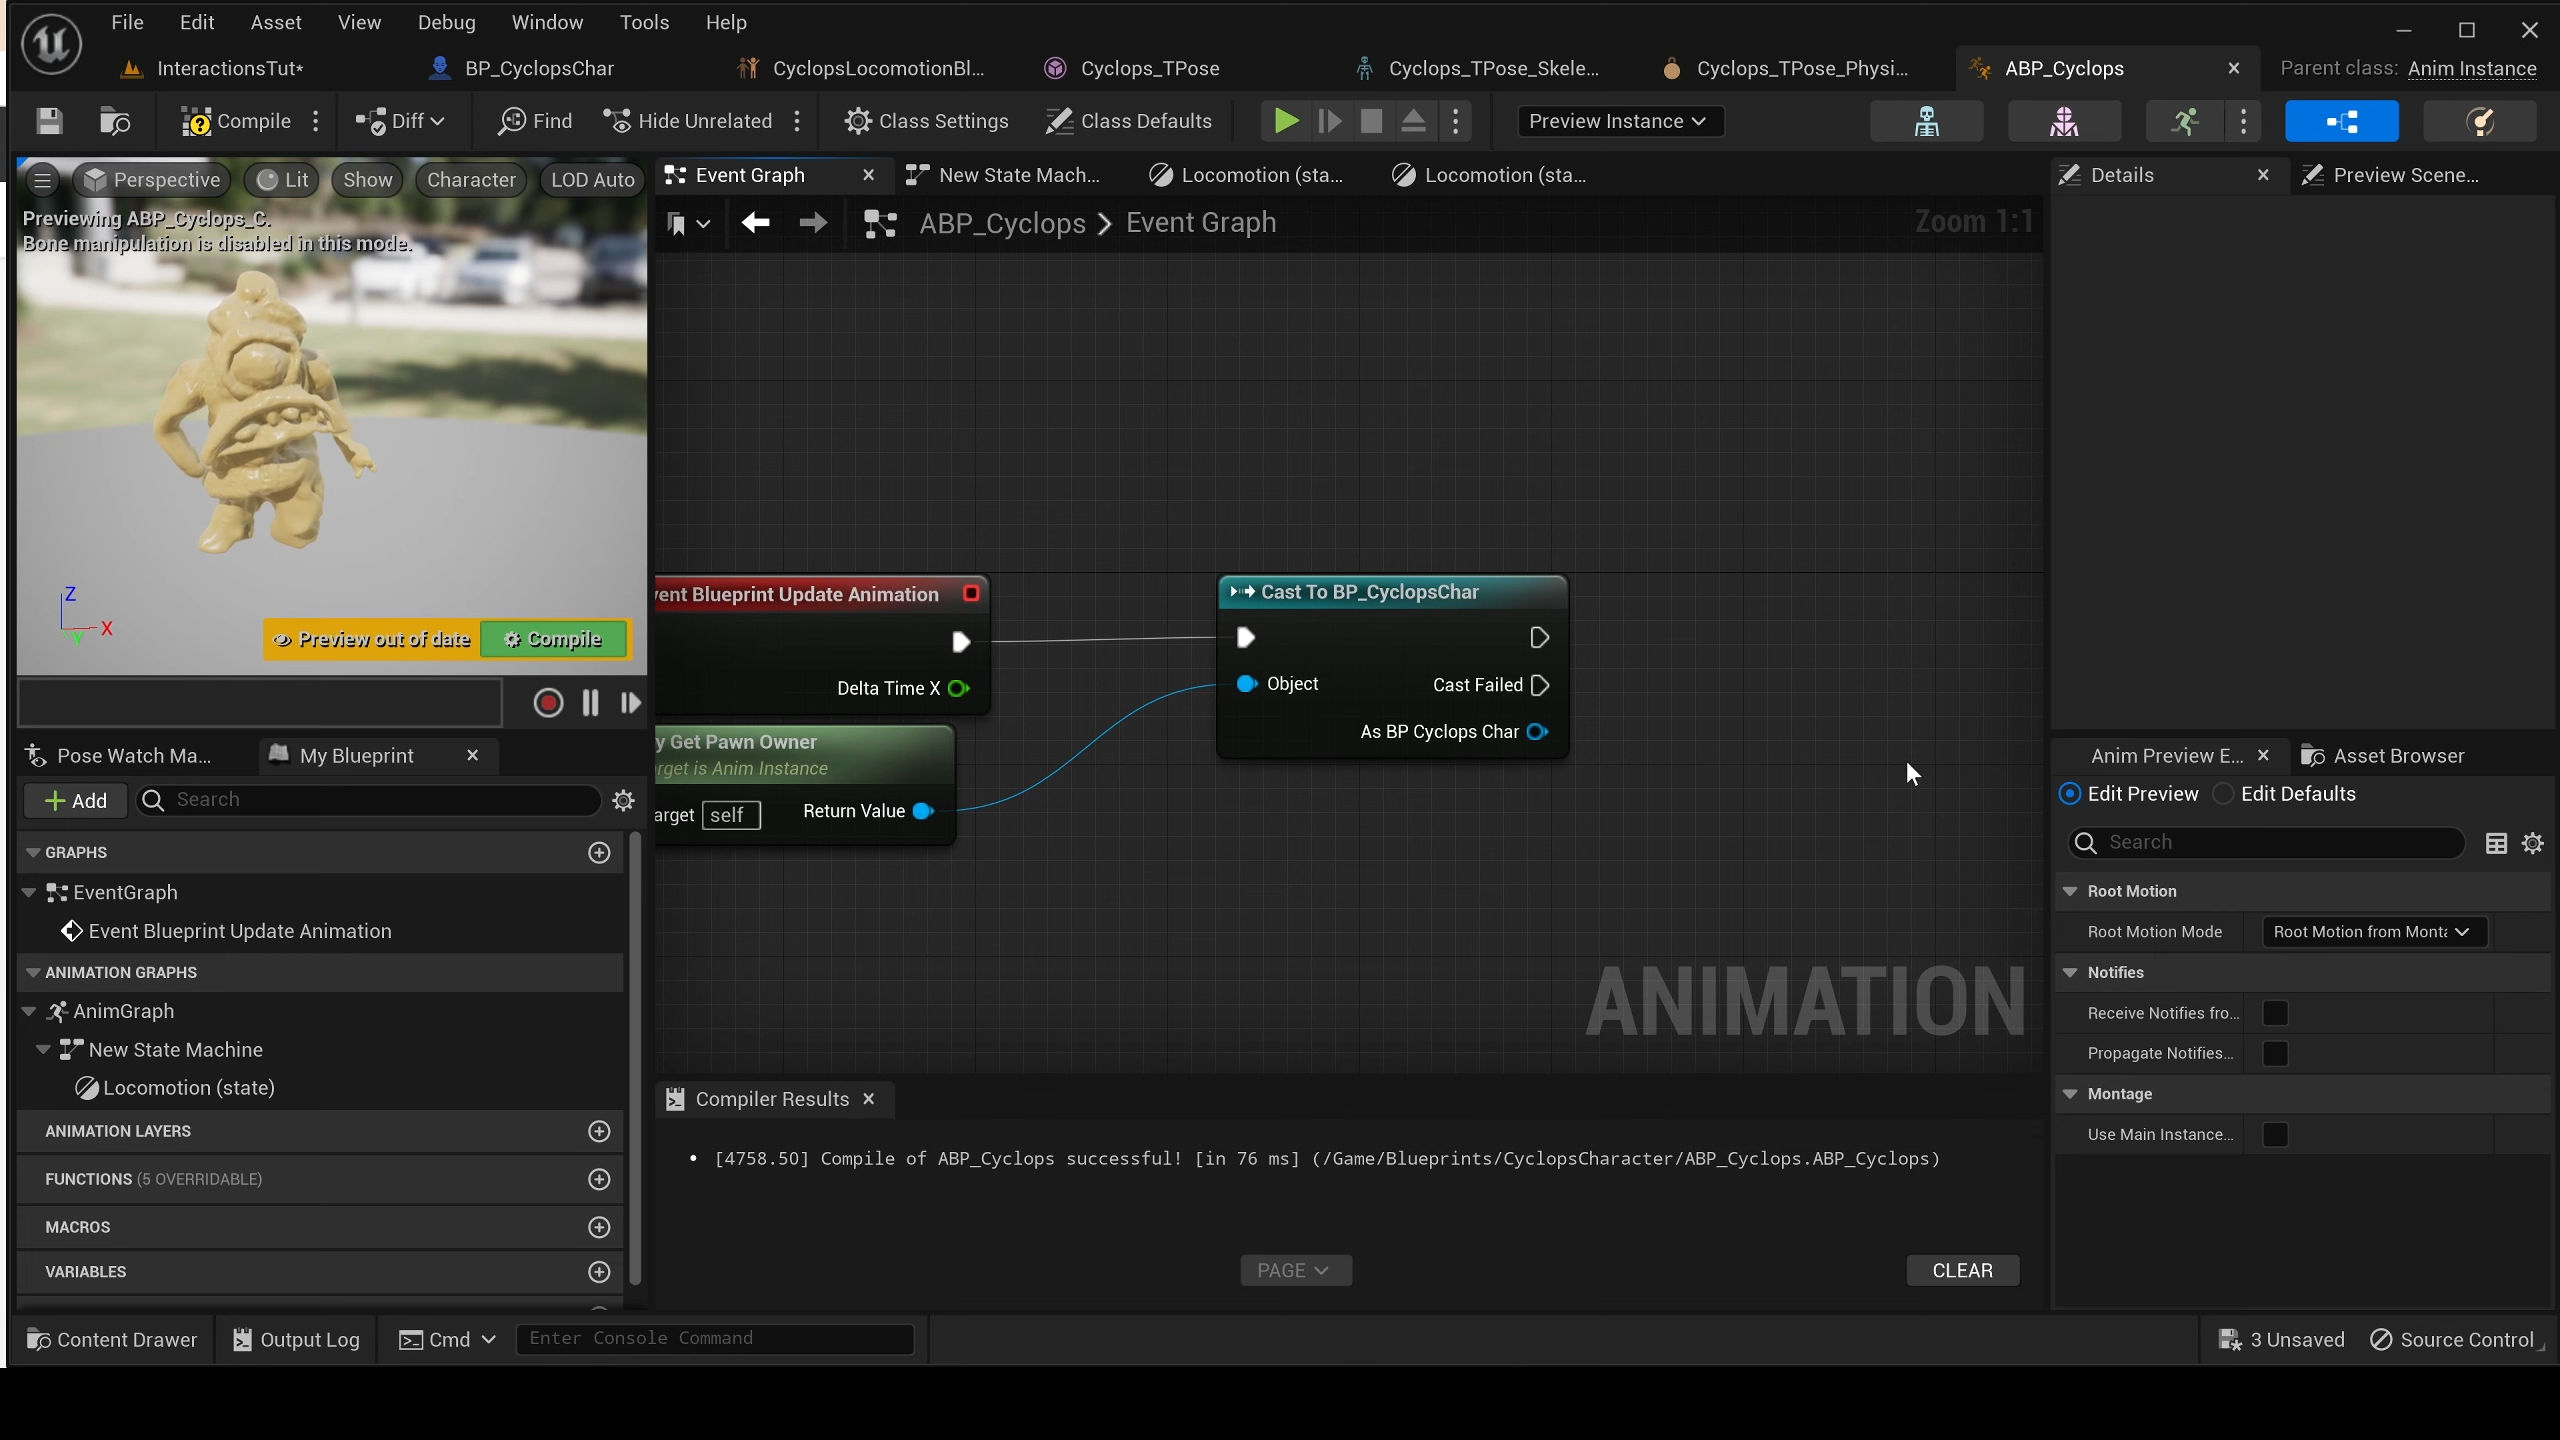 File Edit Asset View Debug Window Tools Help
InteractionsTut* BP_CyclopsChar CyclopsLocomotionBl... Cyclops_TPose Cyclops_TPose_Skele... Cyclops_TPose_Physi... ABP_Cyclops Parent class: Anim Instance
Compile Diff Find Hide Unrelated Class Settings Class Defaults Preview Instance
Perspective Lit Show Character LOD Auto
Previewing ABP_Cyclops_C.
Bone manipulation is disabled in this mode.
Z
X
Y
Preview out of date Compile
Event Graph New State Mach... Locomotion (sta... Locomotion (sta...
ABP_Cyclops > Event Graph Zoom 1:1
vent Blueprint Update Animation
Delta Time X
y Get Pawn Owner
rget is Anim Instance
arget self Return Value
Cast To BP_CyclopsChar
Object Cast Failed
As BP Cyclops Char
ANIMATION
Pose Watch Ma... My Blueprint
Add Search
GRAPHS
EventGraph
Event Blueprint Update Animation
ANIMATION GRAPHS
AnimGraph
New State Machine
Locomotion (state)
ANIMATION LAYERS
FUNCTIONS (5 OVERRIDABLE)
MACROS
VARIABLES
Compiler Results
• [4758.50] Compile of ABP_Cyclops successful! [in 76 ms] (/Game/Blueprints/CyclopsCharacter/ABP_Cyclops.ABP_Cyclops)
PAGE CLEAR
Details Preview Scene...
Anim Preview E... Asset Browser
Edit Preview Edit Defaults
Search
Root Motion
Root Motion Mode Root Motion from Monta
Notifies
Receive Notifies fro...
Propagate Notifies...
Montage
Use Main Instance...
Content Drawer Output Log Cmd Enter Console Command 3 Unsaved Source Control